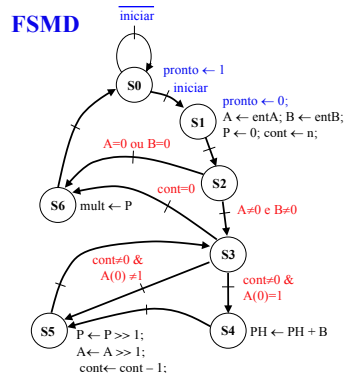 iniciar
FSMD
S0
pronto ← 1
iniciar
S1
pronto ← 0;
A ← entA; B ← entB;
P ← 0; cont ← n;
A=0 ou B=0
S2
cont=0
S6
mult ← P
A≠0 e B≠0
S3
cont≠0 &
A(0) ≠1
cont≠0 &
A(0)=1
S5
P ← P >> 1;
A← A >> 1;
cont← cont – 1;
S4
PH ← PH + B